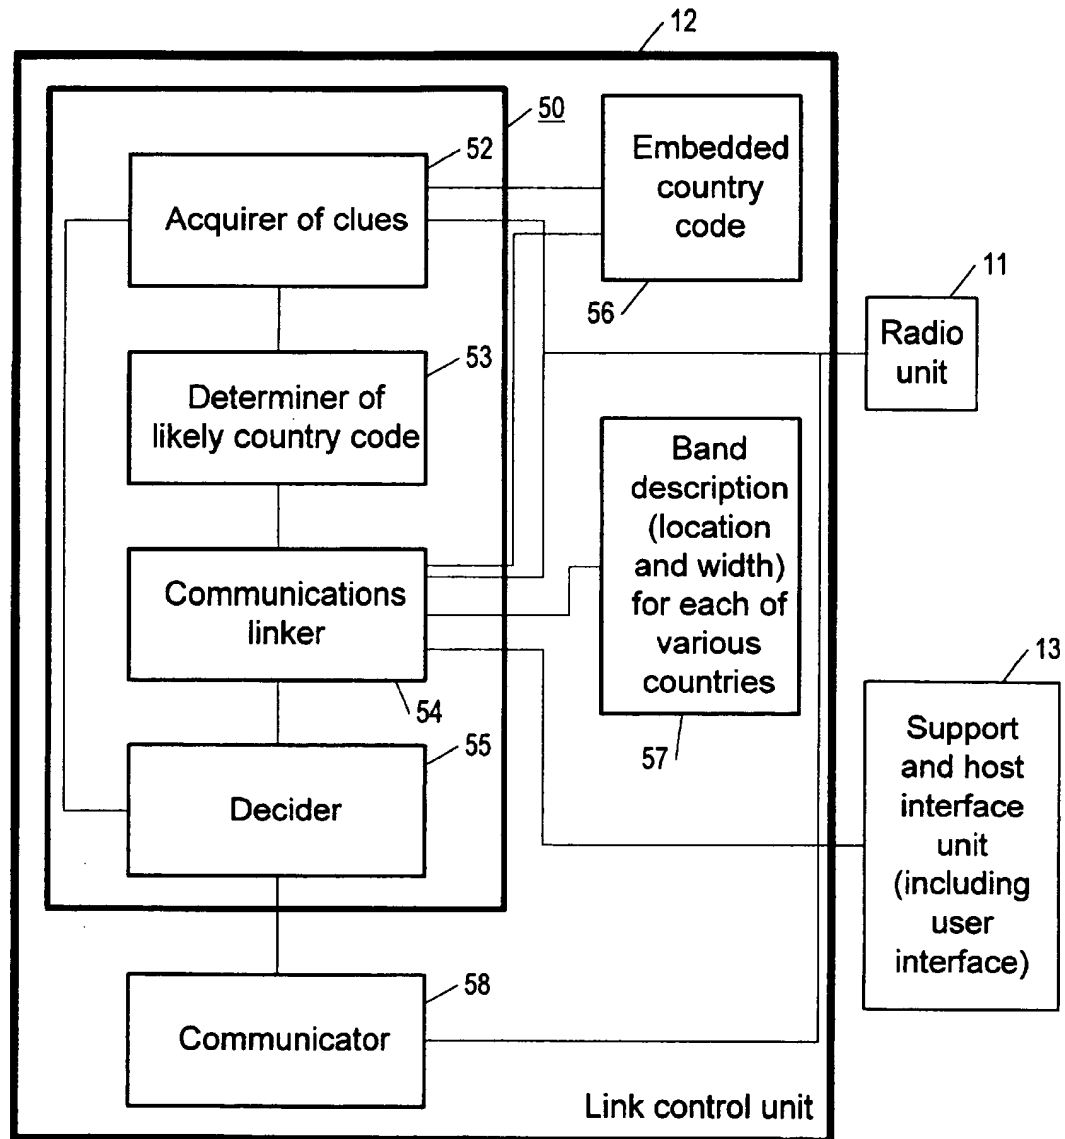 12
50
52
Acquirer of clues
Embedded
country
code
56
11
Radio
unit
53
Determiner of
likely country code
Band
description
(location
and width)
for each of
various
countries
57
Communications
linker
54
13
Support
and host
interface
unit
(including
user
interface)
55
Decider
58
Communicator
Link control unit